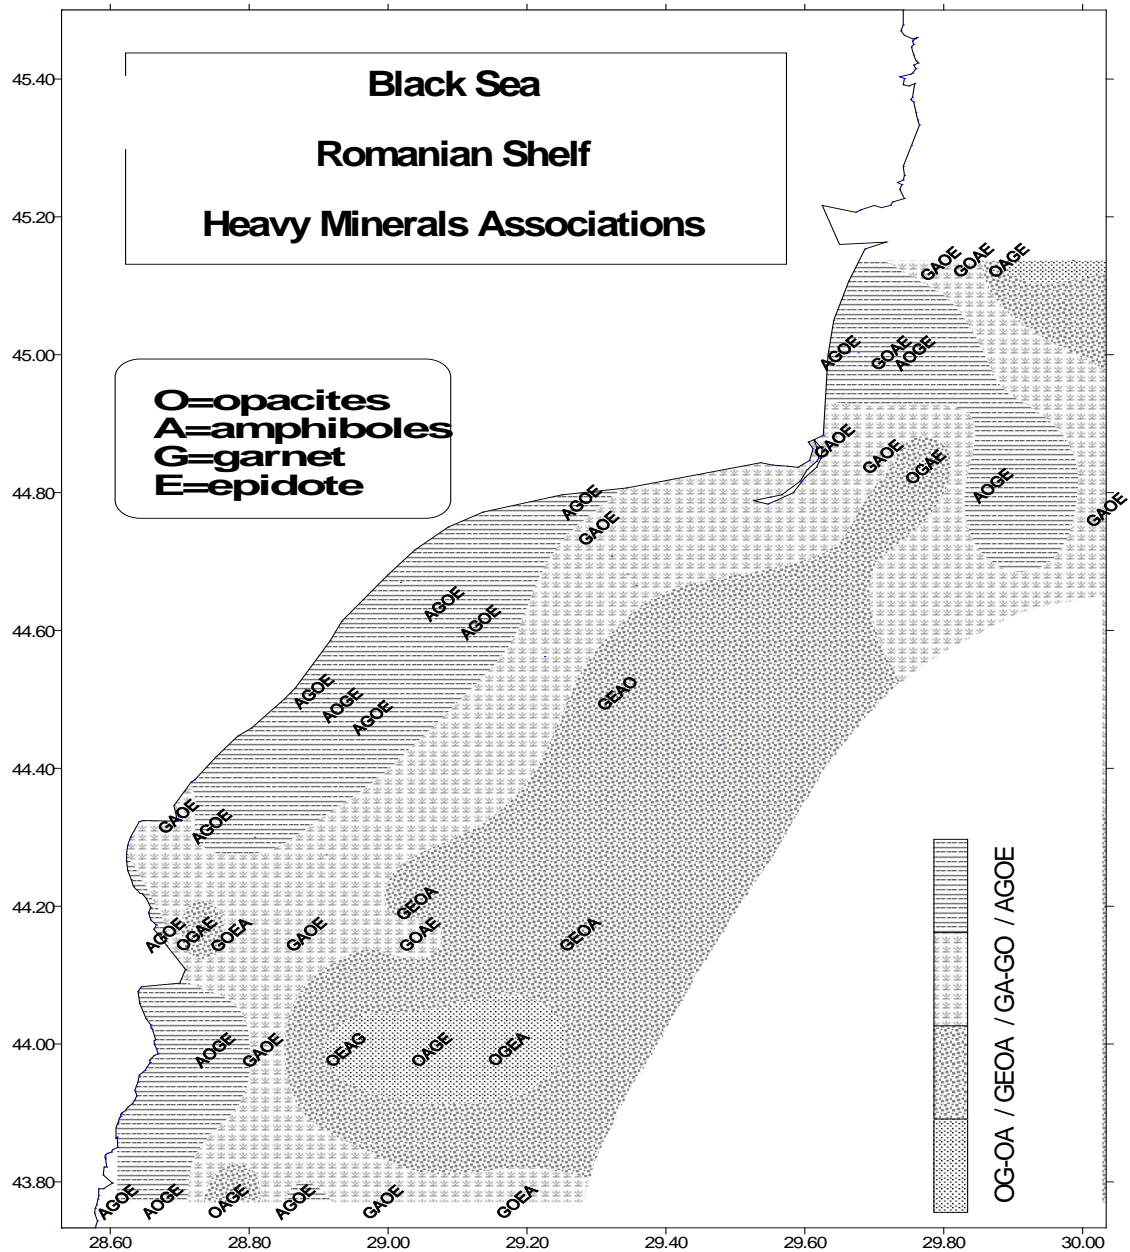 Black Sea
Romanian Shelf
Heavy Minerals Associations
O=opacites
A=amphiboles
G=garnet
E=epidote
45.40
45.20
45.00
44.80
44.60
44.40
44.20
44.00
43.80
28.60 28.80 29.00 29.20 29.40 29.60 29.80 30.00
GAOE GOAE OAGE
AGOE GOAE AOGE
GAOE GAOE OGAE AOGE GAOE
AGOE GAOE
AGOE AGOE
AGOE AOGE AGOE
GEAO
GAOE AGOE
GEOA
AGOE OGAE GOEA GAOE GOAE GEOA
AOGE GAOE OEAG OAGE OGEA
AGOE AOGE OAGE AGOE GAOE GOEA
OG-OA / GEOA / GA-GO / AGOE